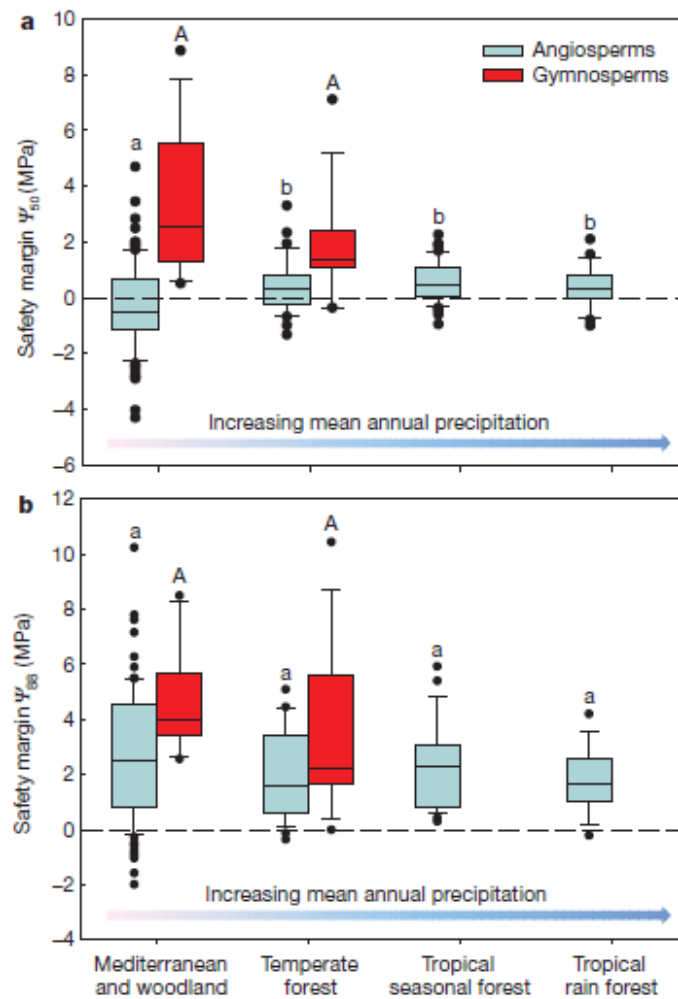 a
10
8
6
4
2
0
–2
–4
–6
Safety margin Ψ50 (MPa)
Angiosperms
Gymnosperms
a
A
b
A
b
b
Increasing mean annual precipitation
b
12
10
8
6
4
2
0
–2
–4
Safety margin Ψ88 (MPa)
a
A
a
A
a
a
Increasing mean annual precipitation
Mediterranean
and woodland
Temperate
forest
Tropical
seasonal forest
Tropical
rain forest